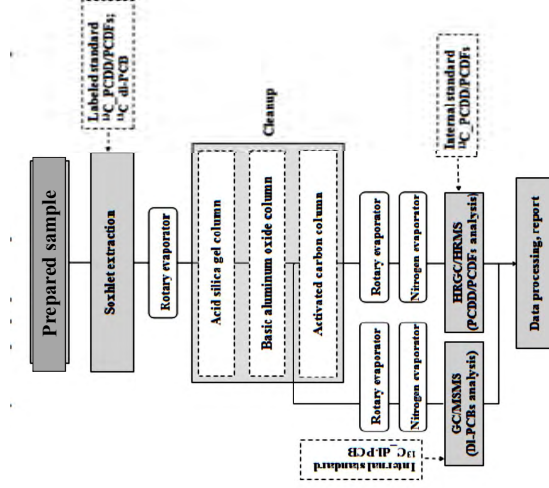 Prepared sample
Labeled standard
¹³C_PCDD/PCDFs;
¹³C_dl-PCB
Soxhlet extraction
Rotary evaporator
Cleanup
Acid silica gel column
Basic aluminum oxide column
Activated carbon column
Rotary evaporator
Nitrogen evaporator
Rotary evaporator
Nitrogen evaporator
Internal standard
¹³C_dl-PCB
Internal standard
¹³C_PCDD/PCDFs
GC/MSMS
(Dl-PCBs analysis)
HRGC/HRMS
(PCDD/PCDFs analysis)
Data processing, report